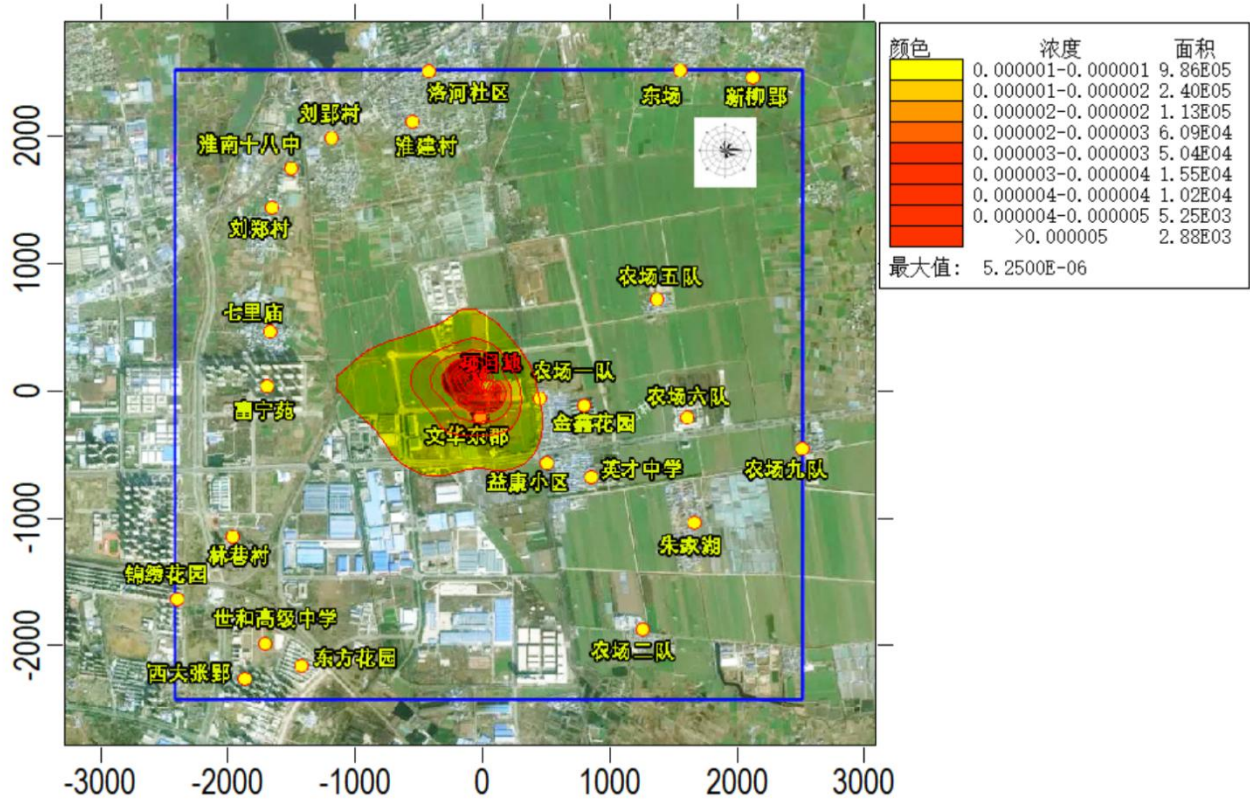 颜色 浓度 面积
0.000001-0.000001 9.86E05
0.000001-0.000002 2.40E05
0.000002-0.000002 1.13E05
0.000002-0.000003 6.09E04
0.000003-0.000003 5.04E04
0.000003-0.000004 1.55E04
0.000004-0.000004 1.02E04
0.000004-0.000005 5.25E03
>0.000005 2.88E03
最大值: 5.2500E-06
洛河社区
东场
新柳郢
刘郢村
淮建村
淮南十八中
刘郑村
农场五队
七里庙
项目地
农场一队
农场六队
富宁苑
金鑫花园
文华东郡
益康小区
英才中学
农场九队
朱家湖
林巷村
锦绣花园
世和高级中学
东方花园
农场二队
西大张郢
2000
1000
0
-1000
-2000
-3000 -2000 -1000 0 1000 2000 3000